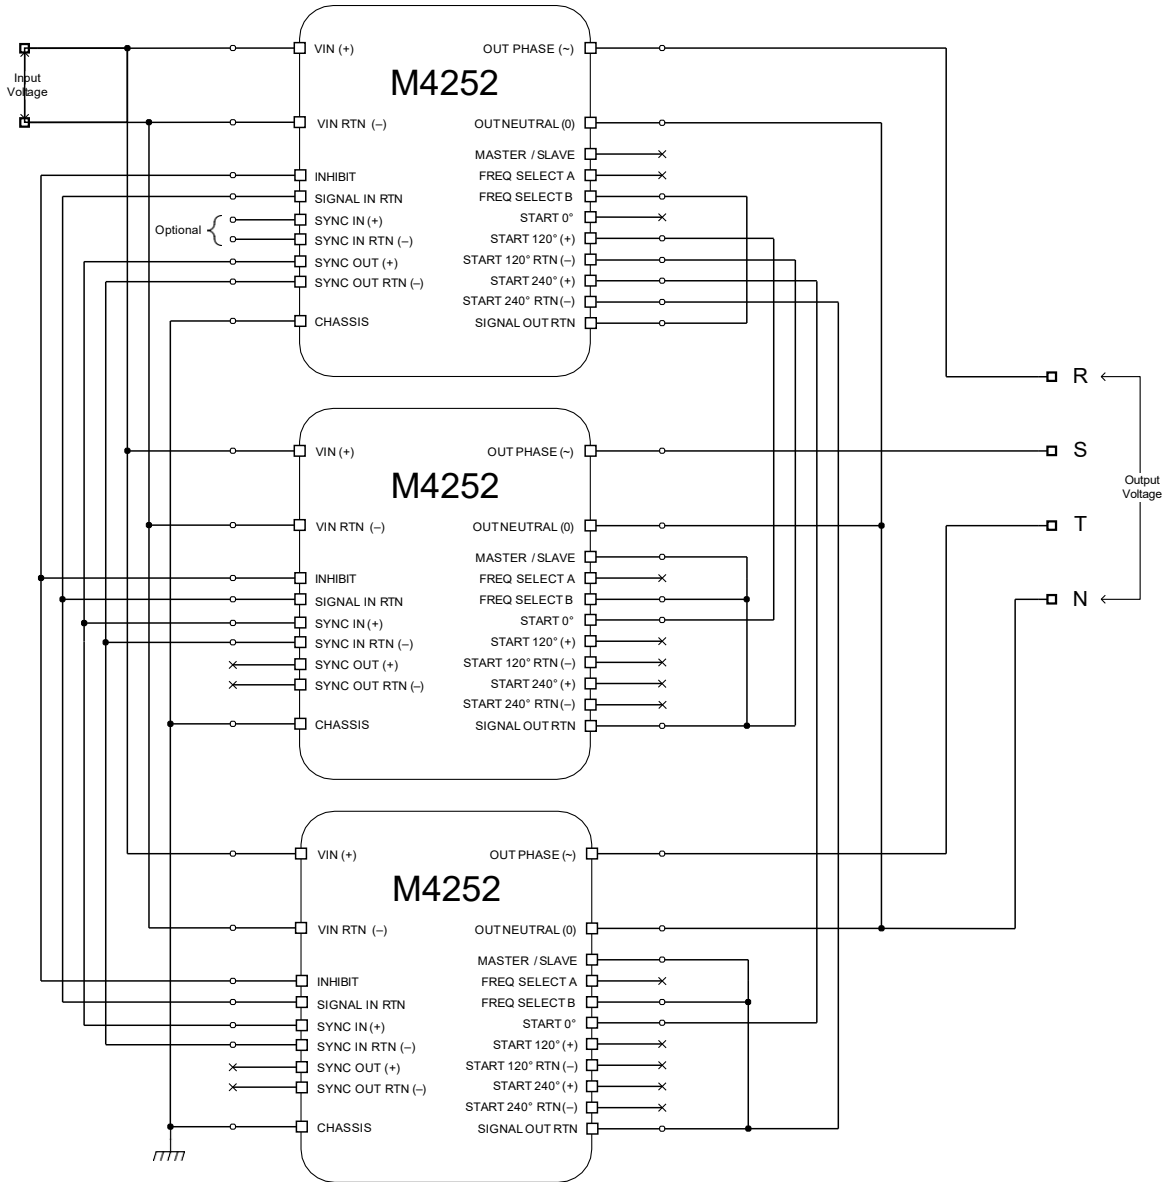 Input
Voltage
VIN (+)
OUT PHASE (~)
M4252
VIN RTN (–)
OUT NEUTRAL (0)
MASTER / SLAVE
INHIBIT
FREQ SELECT A
SIGNAL IN RTN
FREQ SELECT B
Optional
SYNC IN (+)
START 0°
SYNC IN RTN (–)
START 120° (+)
SYNC OUT (+)
START 120° RTN (–)
SYNC OUT RTN (–)
START 240° (+)
START 240° RTN (–)
CHASSIS
SIGNAL OUT RTN
R
S
T
N
Output
Voltage
VIN (+)
OUT PHASE (~)
M4252
VIN RTN (–)
OUT NEUTRAL (0)
MASTER / SLAVE
INHIBIT
FREQ SELECT A
SIGNAL IN RTN
FREQ SELECT B
SYNC IN (+)
START 0°
SYNC IN RTN (–)
START 120° (+)
SYNC OUT (+)
START 120° RTN (–)
SYNC OUT RTN (–)
START 240° (+)
START 240° RTN (–)
CHASSIS
SIGNAL OUT RTN
VIN (+)
OUT PHASE (~)
M4252
VIN RTN (–)
OUT NEUTRAL (0)
MASTER / SLAVE
INHIBIT
FREQ SELECT A
SIGNAL IN RTN
FREQ SELECT B
SYNC IN (+)
START 0°
SYNC IN RTN (–)
START 120° (+)
SYNC OUT (+)
START 120° RTN (–)
SYNC OUT RTN (–)
START 240° (+)
START 240° RTN (–)
CHASSIS
SIGNAL OUT RTN